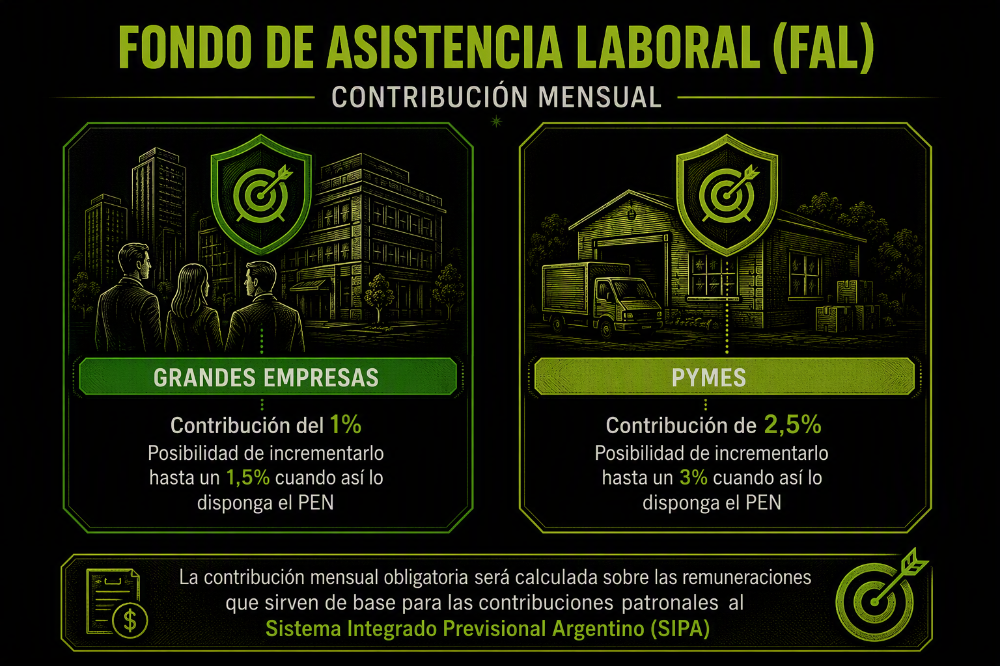 FONDO DE ASISTENCIA LABORAL (FAL)
CONTRIBUCIÓN MENSUAL
GRANDES EMPRESAS
Contribución del 1%
Posibilidad de incrementarlo
hasta un 1,5% cuando así lo
disponga el PEN
PYMES
Contribución de 2,5%
Posibilidad de incrementarlo
hasta un 3% cuando así lo
disponga el PEN
$
La contribución mensual obligatoria será calculada sobre las remuneraciones
que sirven de base para las contribuciones patronales al
Sistema Integrado Previsional Argentino (SIPA)